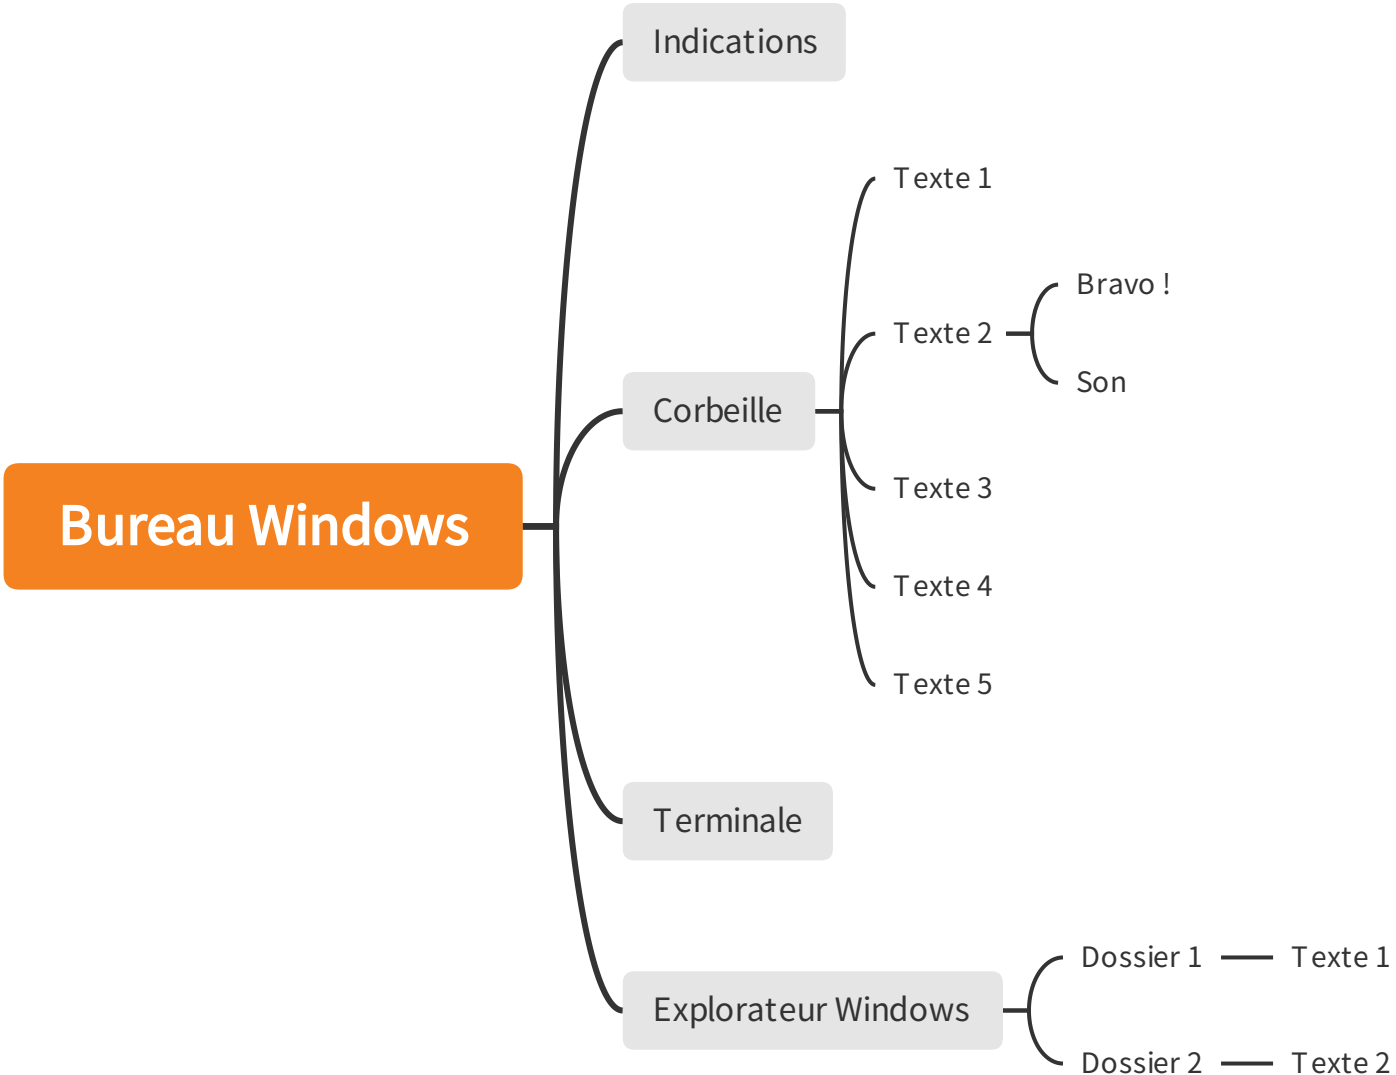 Bureau Windows
Indications
Corbeille
Texte 1
Texte 2
Bravo !
Son
Texte 3
Texte 4
Texte 5
Terminale
Explorateur Windows
Dossier 1
Texte 1
Dossier 2
Texte 2